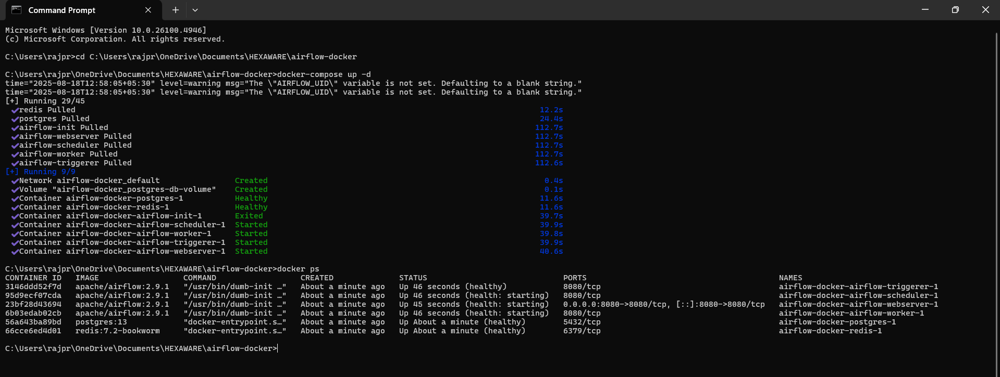 Command Prompt
Microsoft Windows [Version 10.0.26100.4946]
(c) Microsoft Corporation. All rights reserved.
C:\Users\rajpr>cd C:\Users\rajpr\OneDrive\Documents\HEXAWARE\airflow-docker
C:\Users\rajpr\OneDrive\Documents\HEXAWARE\airflow-docker>docker-compose up -d
time="2025-08-18T12:58:05+05:30" level=warning msg="The \"AIRFLOW_UID\" variable is not set. Defaulting to a blank string."
time="2025-08-18T12:58:05+05:30" level=warning msg="The \"AIRFLOW_UID\" variable is not set. Defaulting to a blank string."
[+] Running 29/45
✔redis Pulled 12.2s
✔postgres Pulled 24.4s
✔airflow-init Pulled 112.7s
✔airflow-webserver Pulled 112.7s
✔airflow-scheduler Pulled 112.7s
✔airflow-worker Pulled 112.7s
✔airflow-triggerer Pulled 112.6s
[+] Running 9/9
✔Network airflow-docker_default Created 0.4s
✔Volume "airflow-docker_postgres-db-volume" Created 0.1s
✔Container airflow-docker-postgres-1 Healthy 11.6s
✔Container airflow-docker-redis-1 Healthy 11.6s
✔Container airflow-docker-airflow-init-1 Exited 39.7s
✔Container airflow-docker-airflow-scheduler-1 Started 39.9s
✔Container airflow-docker-airflow-worker-1 Started 39.8s
✔Container airflow-docker-airflow-triggerer-1 Started 39.9s
✔Container airflow-docker-airflow-webserver-1 Started 40.6s
C:\Users\rajpr\OneDrive\Documents\HEXAWARE\airflow-docker>docker ps
CONTAINER ID IMAGE COMMAND CREATED STATUS PORTS NAMES
3146ddd52f7d apache/airflow:2.9.1 "/usr/bin/dumb-init …" About a minute ago Up 46 seconds (healthy) 8080/tcp airflow-docker-airflow-triggerer-1
95d9ecf07cda apache/airflow:2.9.1 "/usr/bin/dumb-init …" About a minute ago Up 46 seconds (health: starting) 8080/tcp airflow-docker-airflow-scheduler-1
23bf28d43694 apache/airflow:2.9.1 "/usr/bin/dumb-init …" About a minute ago Up 45 seconds (health: starting) 0.0.0.0:8080->8080/tcp, [::]:8080->8080/tcp airflow-docker-airflow-webserver-1
6b03edab02cb apache/airflow:2.9.1 "/usr/bin/dumb-init …" About a minute ago Up 46 seconds (health: starting) 8080/tcp airflow-docker-airflow-worker-1
56a643ba89bd postgres:13 "docker-entrypoint.s…" About a minute ago Up About a minute (healthy) 5432/tcp airflow-docker-postgres-1
66cce6ed4d01 redis:7.2-bookworm "docker-entrypoint.s…" About a minute ago Up About a minute (healthy) 6379/tcp airflow-docker-redis-1
C:\Users\rajpr\OneDrive\Documents\HEXAWARE\airflow-docker>